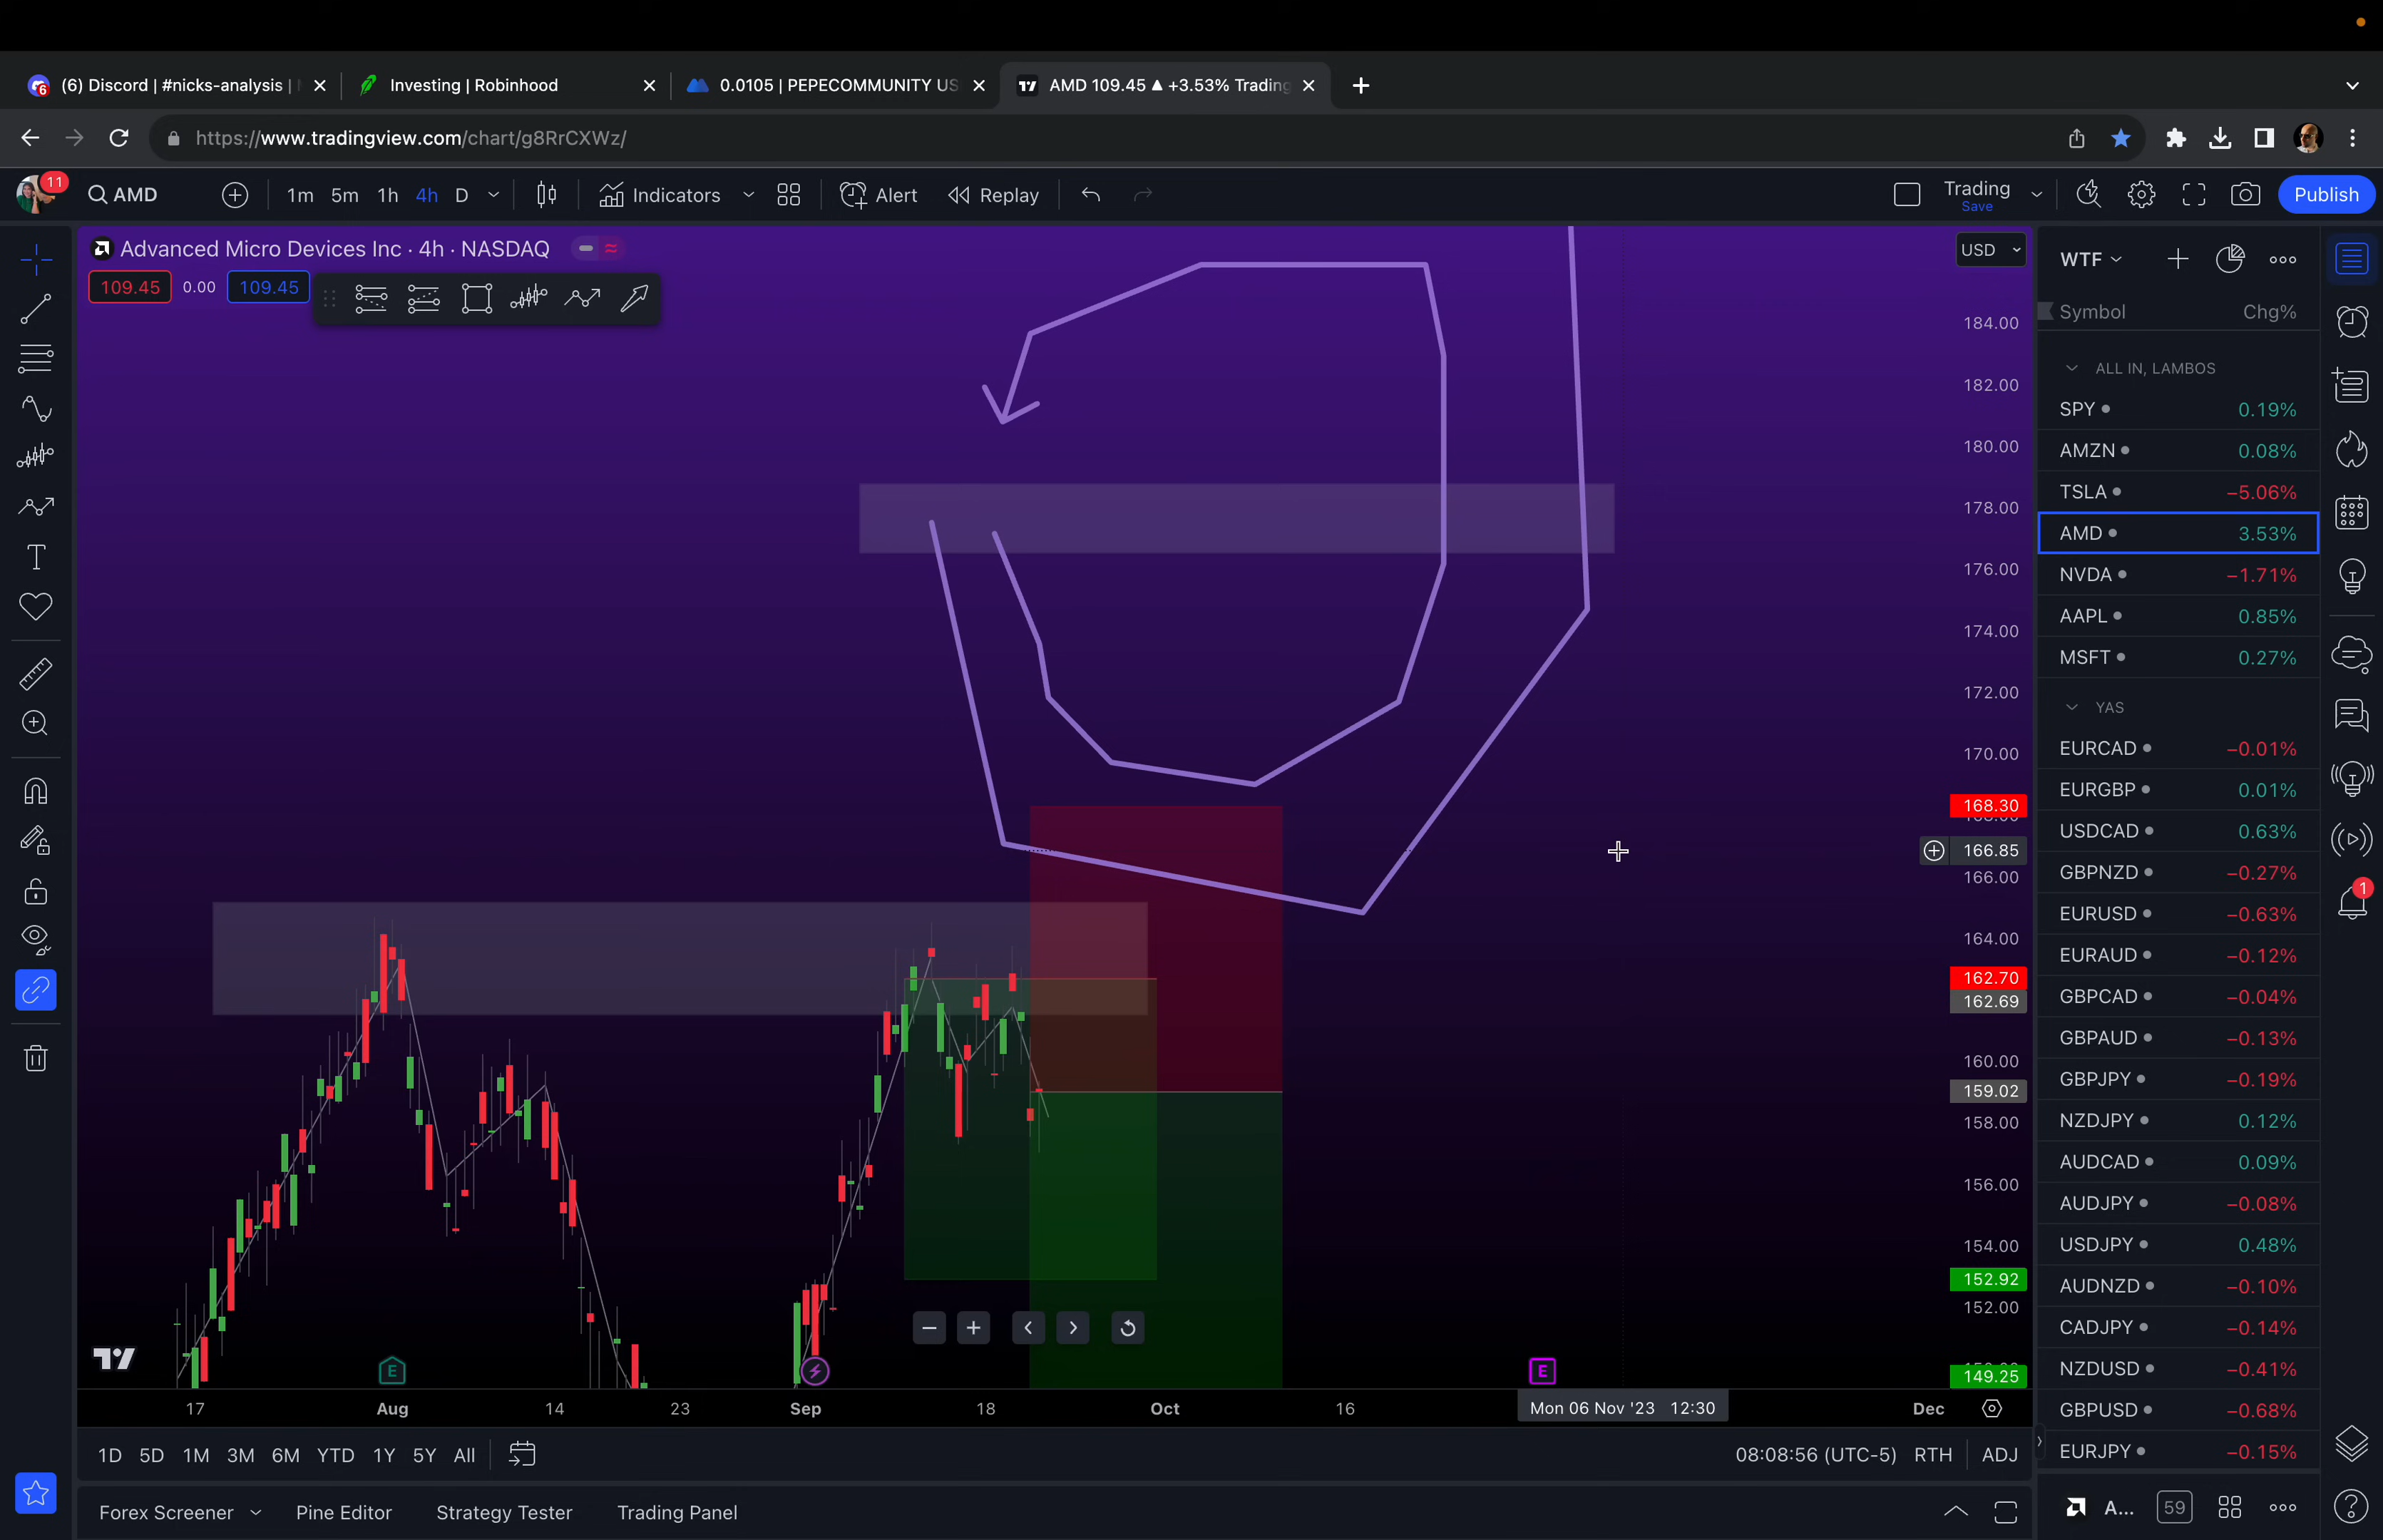 (6) Discord | #nicks-analysis |
Investing | Robinhood
0.0105 | PEPECOMMUNITY US
AMD 109.45 ▲ +3.53% Trading
https://www.tradingview.com/chart/g8RrCXWz/
11
AMD
1m 5m 1h 4h D
Indicators
Alert
Replay
Trading
Save
Publish
Advanced Micro Devices Inc · 4h · NASDAQ
109.45 0.00 109.45
USD
184.00
182.00
180.00
178.00
176.00
174.00
172.00
170.00
168.30
166.85
166.00
164.00
162.70
162.69
160.00
159.02
158.00
156.00
154.00
152.92
152.00
149.25
E
E
17 Aug 14 23 Sep 18 Oct 16 Mon 06 Nov '23 12:30 Dec
1D 5D 1M 3M 6M YTD 1Y 5Y All
08:08:56 (UTC-5) RTH ADJ
Forex Screener Pine Editor Strategy Tester Trading Panel
WTF
Symbol Chg%
ALL IN, LAMBOS
SPY 0.19%
AMZN 0.08%
TSLA −5.06%
AMD 3.53%
NVDA −1.71%
AAPL 0.85%
MSFT 0.27%
YAS
EURCAD −0.01%
EURGBP 0.01%
USDCAD 0.63%
GBPNZD −0.27%
EURUSD −0.63%
EURAUD −0.12%
GBPCAD −0.04%
GBPAUD −0.13%
GBPJPY −0.19%
NZDJPY 0.12%
AUDCAD 0.09%
AUDJPY −0.08%
USDJPY 0.48%
AUDNZD −0.10%
CADJPY −0.14%
NZDUSD −0.41%
GBPUSD −0.68%
EURJPY −0.15%
A... 59
1